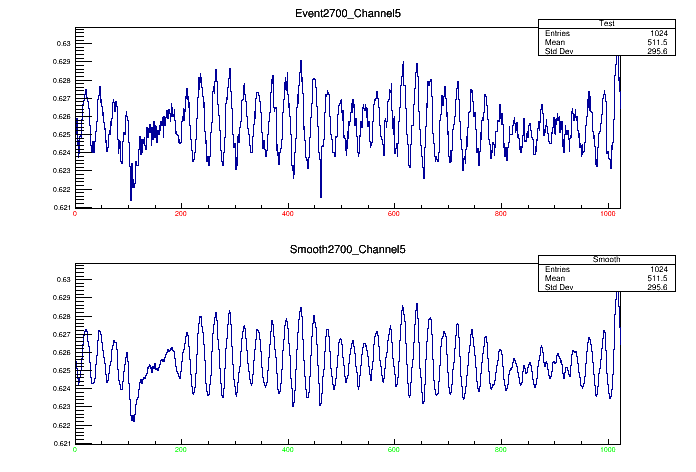 Event2700_Channel5
Test
Entries 1024
Mean 511.5
Std Dev 295.6
0.63
0.629
0.628
0.627
0.626
0.625
0.624
0.623
0.622
0.621
0 200 400 600 800 1000
Smooth2700_Channel5
Smooth
Entries 1024
Mean 511.5
Std Dev 295.6
0.63
0.629
0.628
0.627
0.626
0.625
0.624
0.623
0.622
0.621
0 200 400 600 800 1000